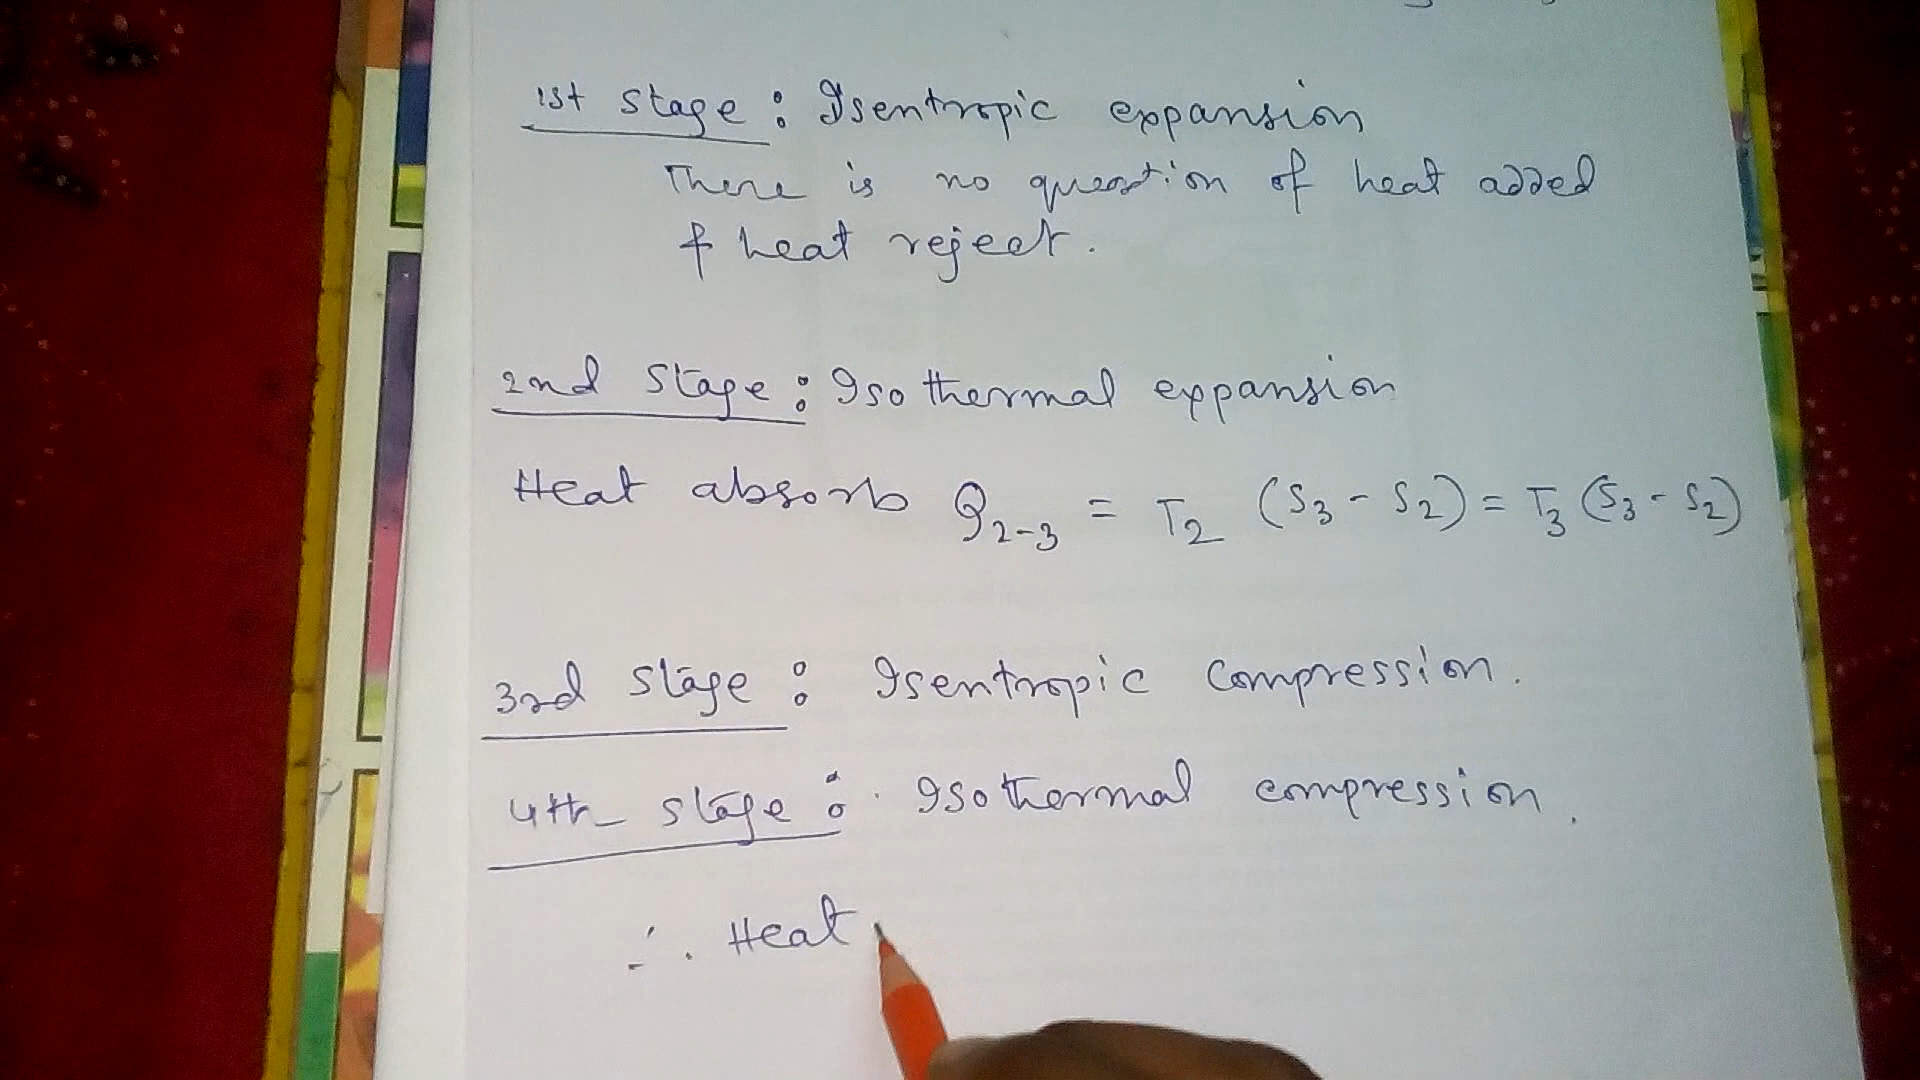 1st stage : Isentropic expansion
There is no question of heat added
& heat reject.
2nd stage : Isothermal expansion
Heat absorb Q₂₋₃ = T₂ (S₃ - S₂) = T₃ (S₃ - S₂)
3rd stage : Isentropic compression.
4th stage : Isothermal compression.
∴ Heat